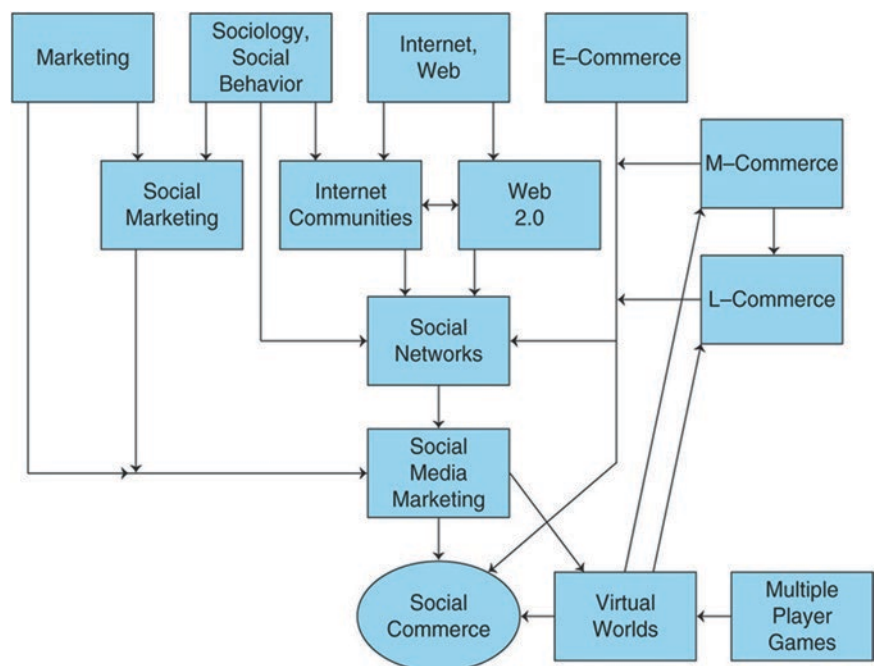 Marketing
Sociology,
Social
Behavior
Internet,
Web
E–Commerce
Social
Marketing
Internet
Communities
Web
2.0
M–Commerce
L–Commerce
Social
Networks
Social
Media
Marketing
Social
Commerce
Virtual
Worlds
Multiple
Player
Games